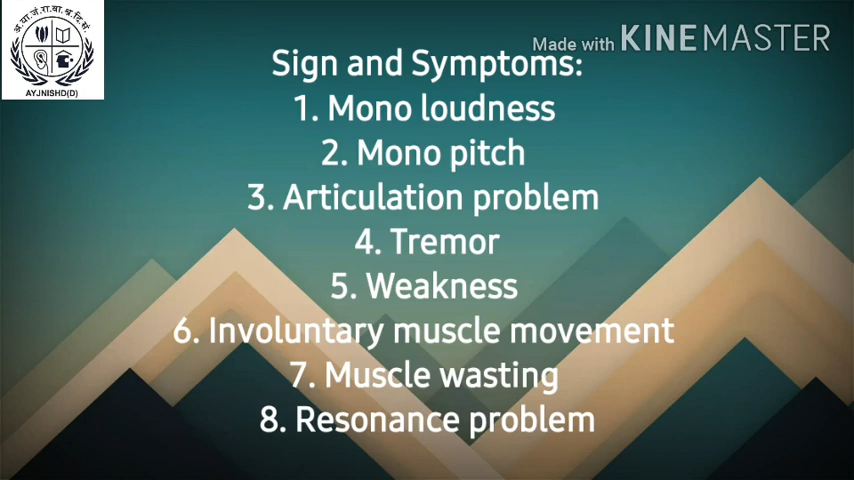 अ.या.जं.रा.वा.श्र.दि.सं.
AYJNISHD(D)
Made with KINEMASTER
Sign and Symptoms:
1. Mono loudness
2. Mono pitch
3. Articulation problem
4. Tremor
5. Weakness
6. Involuntary muscle movement
7. Muscle wasting
8. Resonance problem